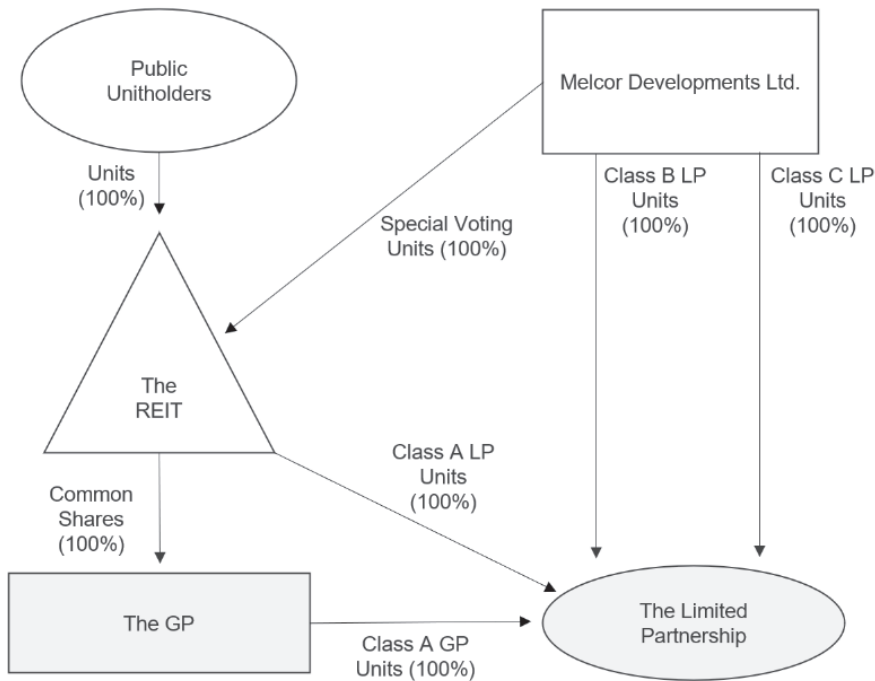 Public
Unitholders
Melcor Developments Ltd.
Units
(100%)
Class B LP
Units
(100%)
Class C LP
Units
(100%)
Special Voting
Units (100%)
The
REIT
Class A LP
Units
(100%)
Common
Shares
(100%)
The GP
The Limited
Partnership
Class A GP
Units (100%)